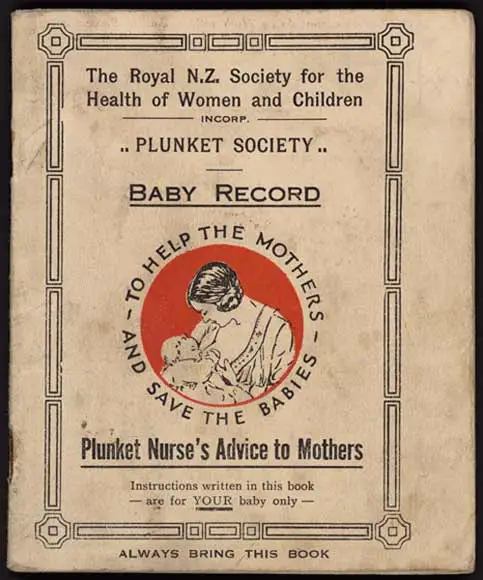 The Royal N.Z. Society for the
Health of Women and Children
INCORP.
.. PLUNKET SOCIETY ..
BABY RECORD
– TO HELP THE MOTHERS –
AND SAVE THE BABIES
Plunket Nurse's Advice to Mothers
Instructions written in this book
— are for YOUR baby only —
ALWAYS BRING THIS BOOK